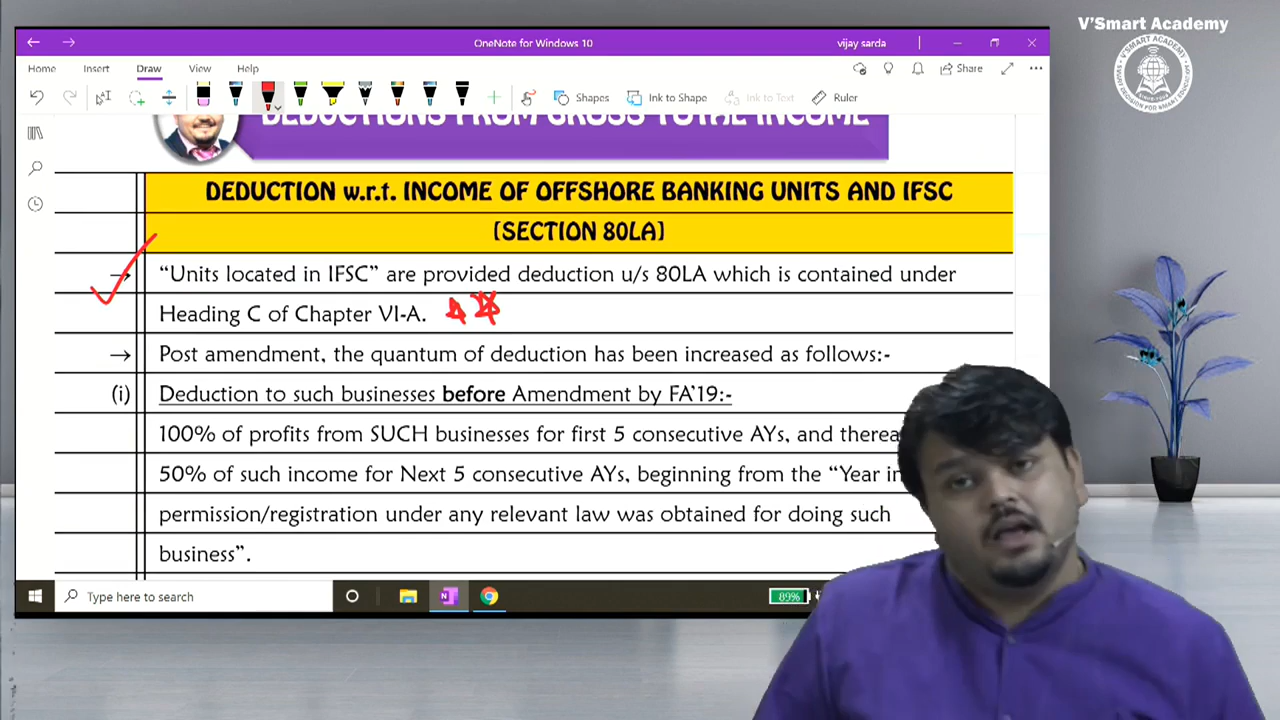 V'Smart Academy
OneNote for Windows 10
vijay sarda
Home Insert Draw View Help
Share
Shapes Ink to Shape Ink to Text Ruler
DEDUCTIONS FROM GROSS TOTAL INCOME
DEDUCTION w.r.t. INCOME OF OFFSHORE BANKING UNITS AND IFSC
[SECTION 80LA]
→ “Units located in IFSC” are provided deduction u/s 80LA which is contained under
Heading C of Chapter VI-A.
→ Post amendment, the quantum of deduction has been increased as follows:-
(i) Deduction to such businesses before Amendment by FA'19:-
100% of profits from SUCH businesses for first 5 consecutive AYs, and
50% of such income for Next 5 consecutive AYs, beginning from the “Year
permission/registration under any relevant law was obtained for doing such
business”.
Type here to search
89%